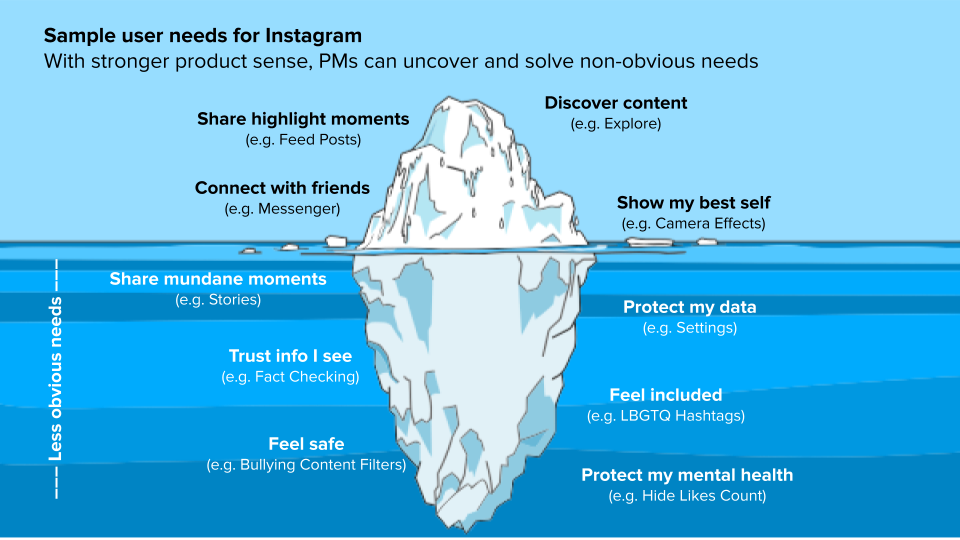 Sample user needs for Instagram
With stronger product sense, PMs can uncover and solve non-obvious needs
Discover content
(e.g. Explore)
Share highlight moments
(e.g. Feed Posts)
Connect with friends
(e.g. Messenger)
Show my best self
(e.g. Camera Effects)
Share mundane moments
(e.g. Stories)
Protect my data
(e.g. Settings)
Trust info I see
(e.g. Fact Checking)
Feel included
(e.g. LBGTQ Hashtags)
Feel safe
(e.g. Bullying Content Filters)
Protect my mental health
(e.g. Hide Likes Count)
––– Less obvious needs –––